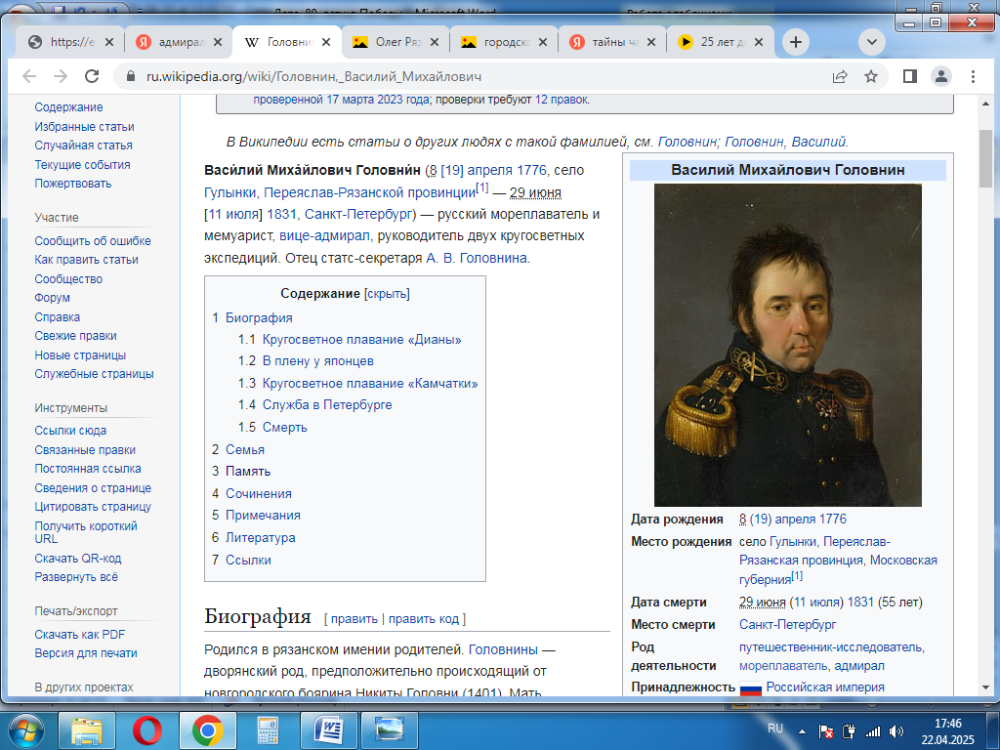 https://e
адмирал
Головни
Олег Ряз
городск
тайны ча
25 лет д
ru.wikipedia.org/wiki/Головнин,_Василий_Михайлович
Содержание
Избранные статьи
Случайная статья
Текущие события
Пожертвовать
Участие
Сообщить об ошибке
Как править статьи
Сообщество
Форум
Справка
Свежие правки
Новые страницы
Служебные страницы
Инструменты
Ссылки сюда
Связанные правки
Постоянная ссылка
Сведения о странице
Цитировать страницу
Получить короткий
URL
Скачать QR-код
Развернуть всё
Печать/экспорт
Скачать как PDF
Версия для печати
В других проектах
проверенной 17 марта 2023 года; проверки требуют 12 правок.
В Википедии есть статьи о других людях с такой фамилией, см. Головнин; Головнин, Василий.
Васи́лий Миха́йлович Головни́н (8 [19] апреля 1776, село
Гулынки, Переяслав-Рязанской провинции[1] — 29 июня
[11 июля] 1831, Санкт-Петербург) — русский мореплаватель и
мемуарист, вице-адмирал, руководитель двух кругосветных
экспедиций. Отец статс-секретаря А. В. Головнина.
Содержание [скрыть]
1 Биография
1.1 Кругосветное плавание «Дианы»
1.2 В плену у японцев
1.3 Кругосветное плавание «Камчатки»
1.4 Служба в Петербурге
1.5 Смерть
2 Семья
3 Память
4 Сочинения
5 Примечания
6 Литература
7 Ссылки
Биография [ править | править код ]
Родился в рязанском имении родителей. Головнины —
дворянский род, предположительно происходящий от
новгородского боярина Никиты Головни (1401). Мать
Василий Михайлович Головнин
Дата рождения 8 (19) апреля 1776
Место рождения село Гулынки, Переяслав-
Рязанская провинция, Московская
губерния[1]
Дата смерти 29 июня (11 июля) 1831 (55 лет)
Место смерти Санкт-Петербург
Род путешественник-исследователь,
деятельности мореплаватель, адмирал
Принадлежность Российская империя
RU
17:46
22.04.2025